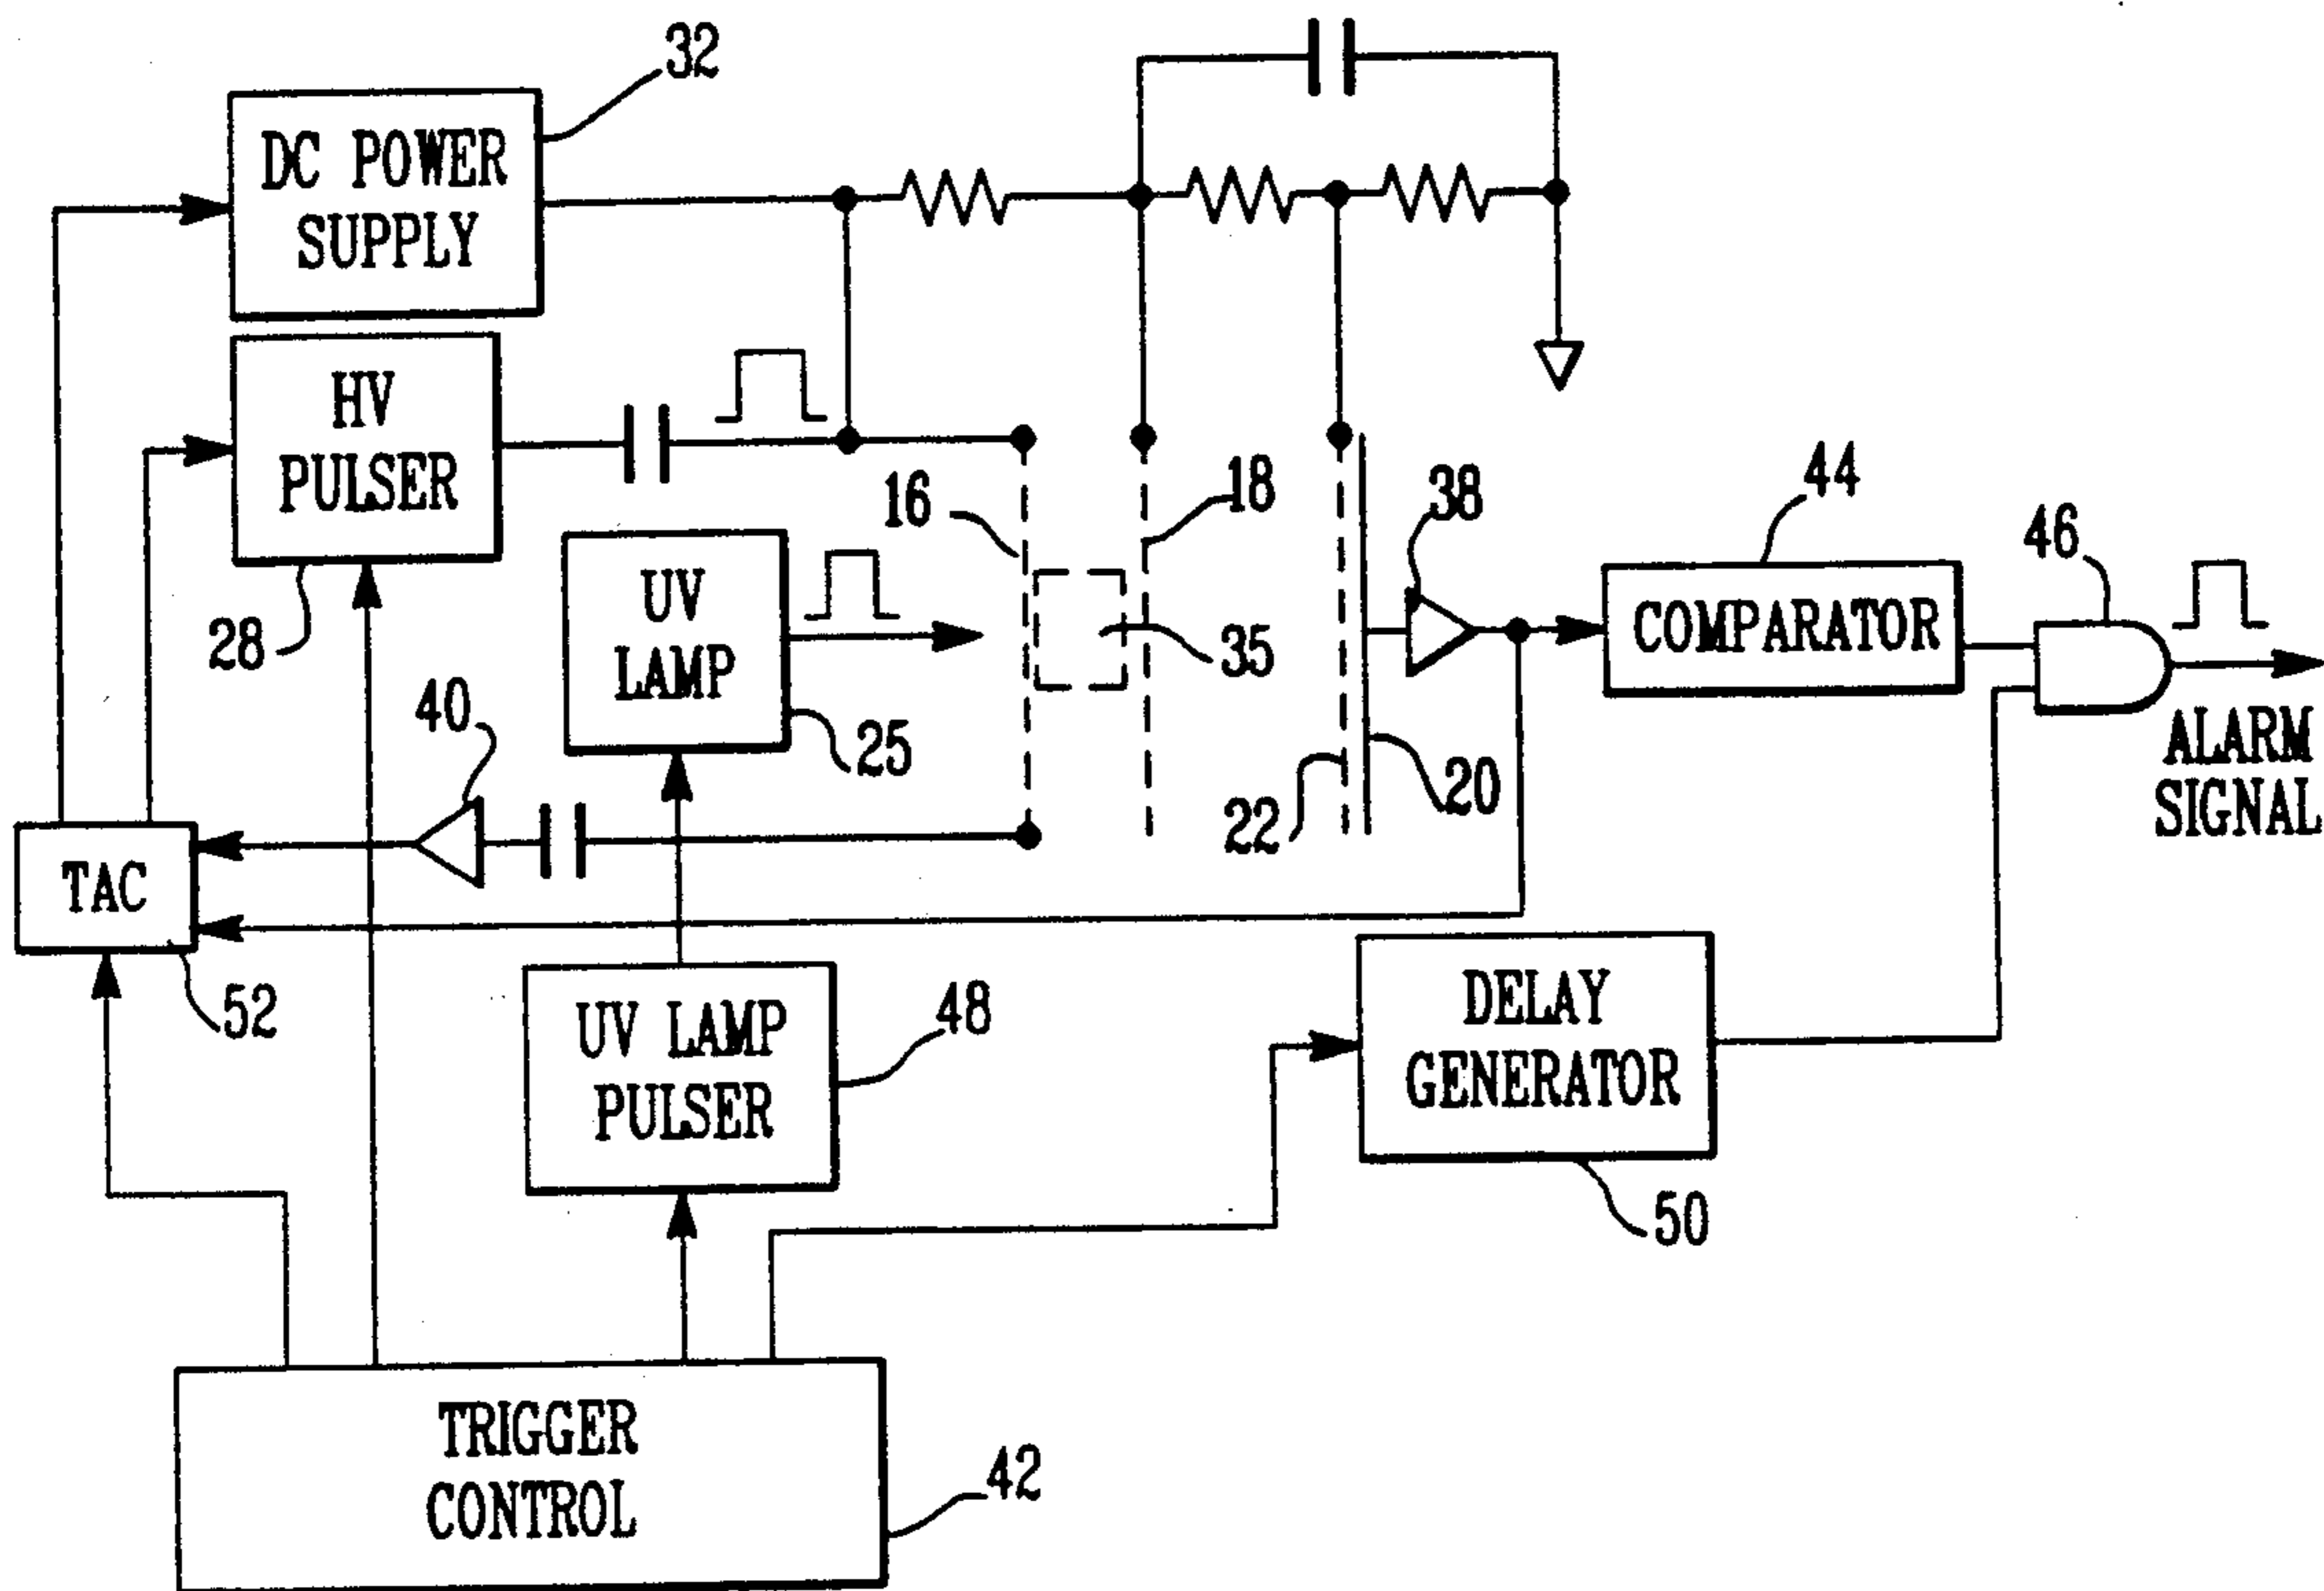 32
DC POWER
SUPPLY
HV
PULSER
28
16
18
38
44
46
UV
LAMP
25
35
COMPARATOR
40
22
20
ALARM
SIGNAL
TAC
52
UV LAMP
PULSER
48
DELAY
GENERATOR
50
TRIGGER
CONTROL
42